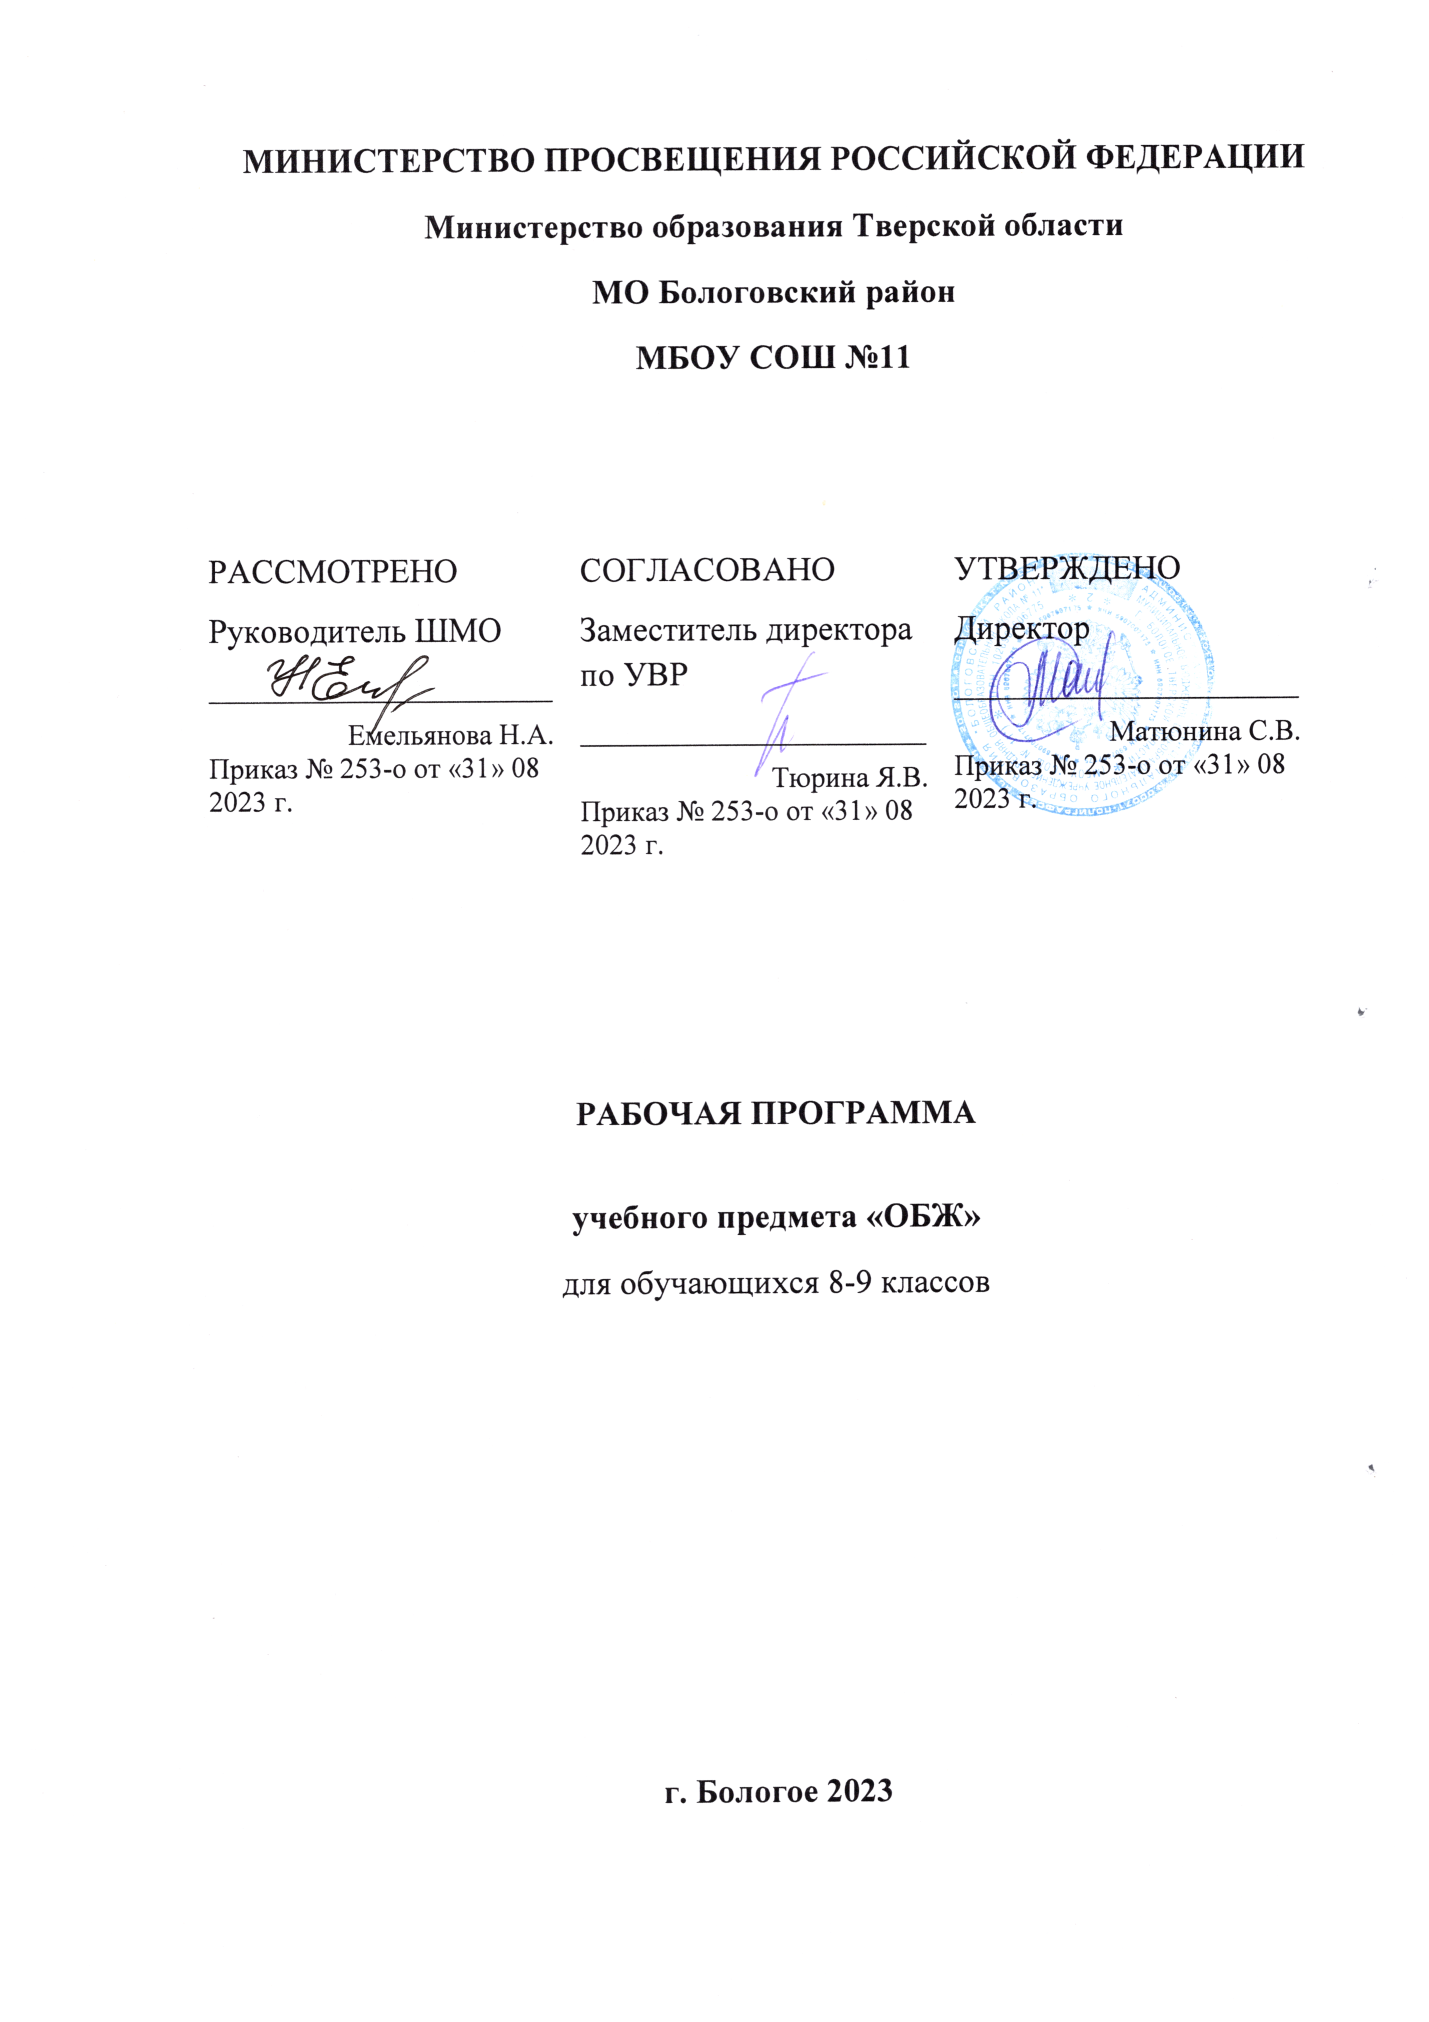 МИНИСТЕРСТВО ПРОСВЕЩЕНИЯ РОССИЙСКОЙ ФЕДЕРАЦИИ
Министерство образования Тверской области
МО Бологовский район
МБОУ СОШ №11
РАССМОТРЕНО
Руководитель ШМО
Емельянова Н.А.
Приказ № 253-о от «31» 08
2023 г.
СОГЛАСОВАНО
Заместитель директора
по УВР
Тюрина Я.В.
Приказ № 253-о от «31» 08
2023 г.
УТВЕРЖДЕНО
Директор
Матюнина С.В.
Приказ № 253-о от «31» 08
2023 г.
РАБОЧАЯ ПРОГРАММА
учебного предмета «ОБЖ»
для обучающихся 8-9 классов
г. Бологое 2023